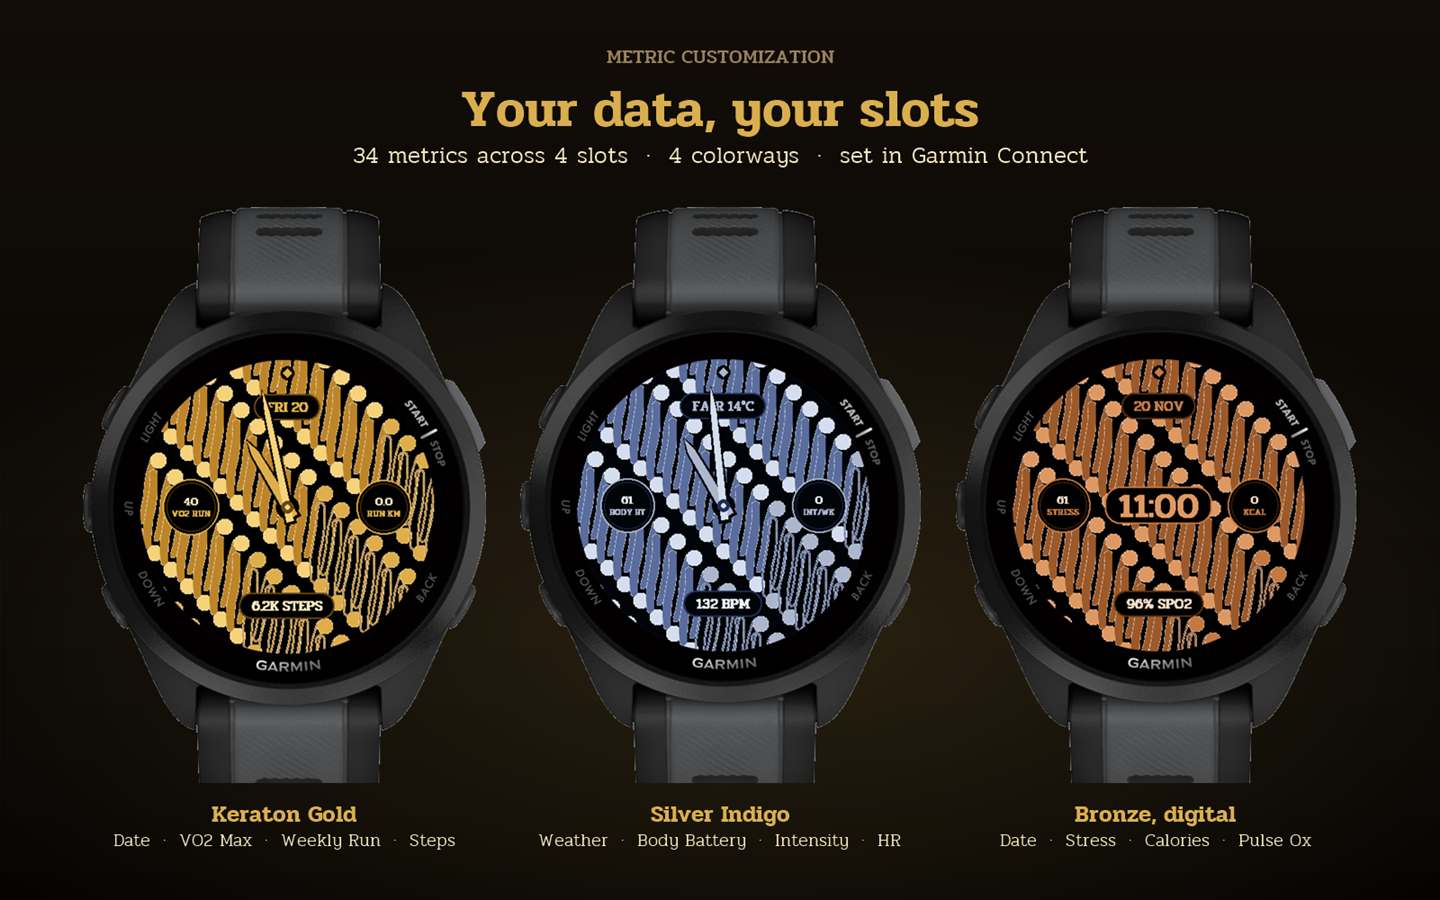 METRIC CUSTOMIZATION
Your data, your slots
34 metrics across 4 slots · 4 colorways · set in Garmin Connect
LIGHT
START
STOP
UP
DOWN
BACK
FRI 20
40
VO2 RUN
0.0
RUN KM
6.2K STEPS
GARMIN
LIGHT
START
STOP
UP
DOWN
BACK
FAIR 14°C
61
BODY BT
0
INT/WK
132 BPM
GARMIN
LIGHT
START
STOP
UP
DOWN
BACK
20 NOV
61
STRESS
11:00
0
KCAL
96% SPO2
GARMIN
Keraton Gold
Date · VO2 Max · Weekly Run · Steps
Silver Indigo
Weather · Body Battery · Intensity · HR
Bronze, digital
Date · Stress · Calories · Pulse Ox